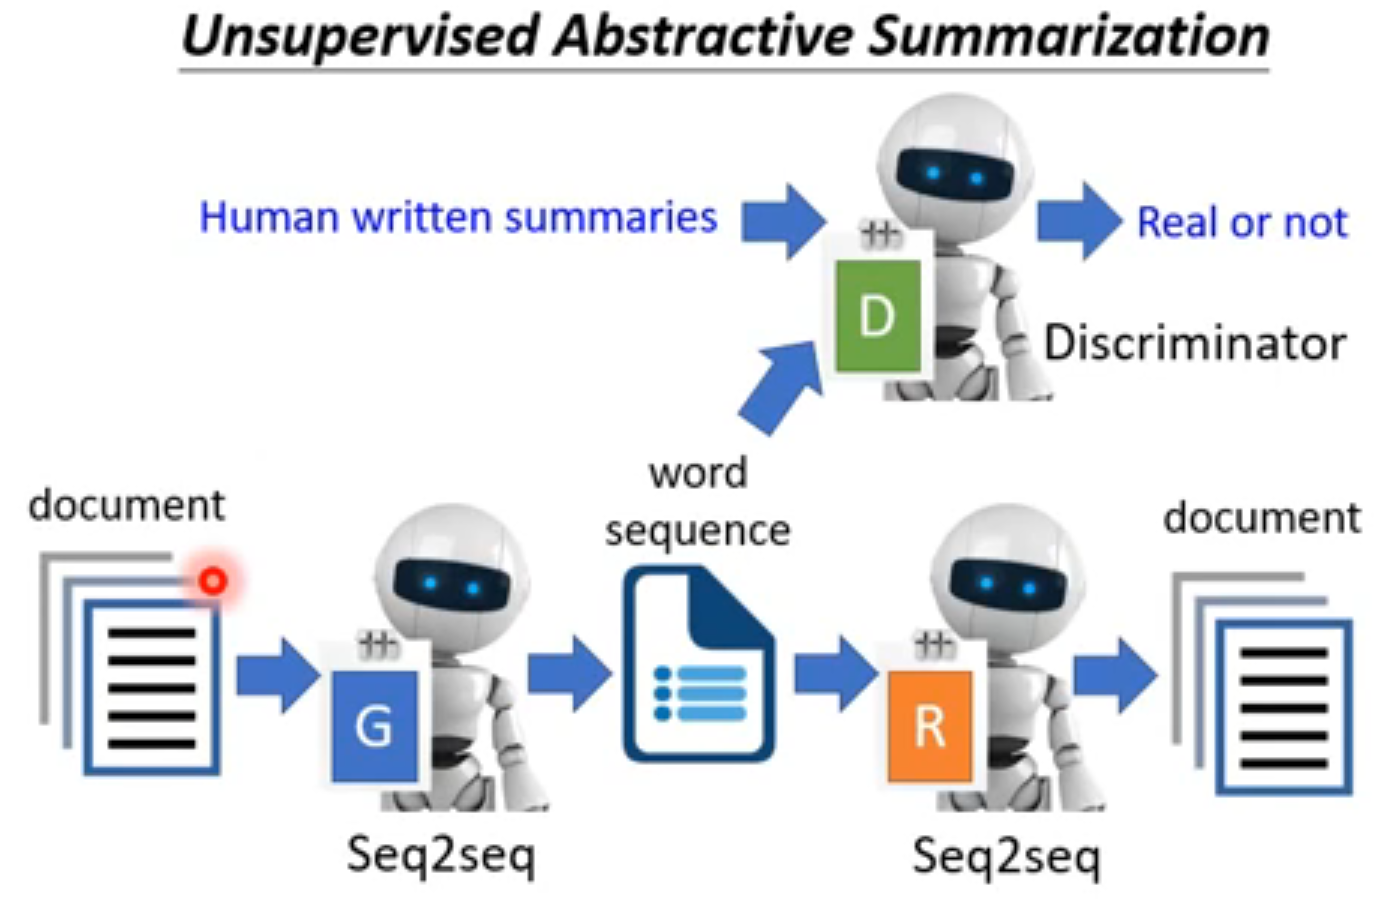 Unsupervised Abstractive Summarization
Human written summaries
Real or not
D
Discriminator
word
sequence
document
document
G
R
Seq2seq
Seq2seq